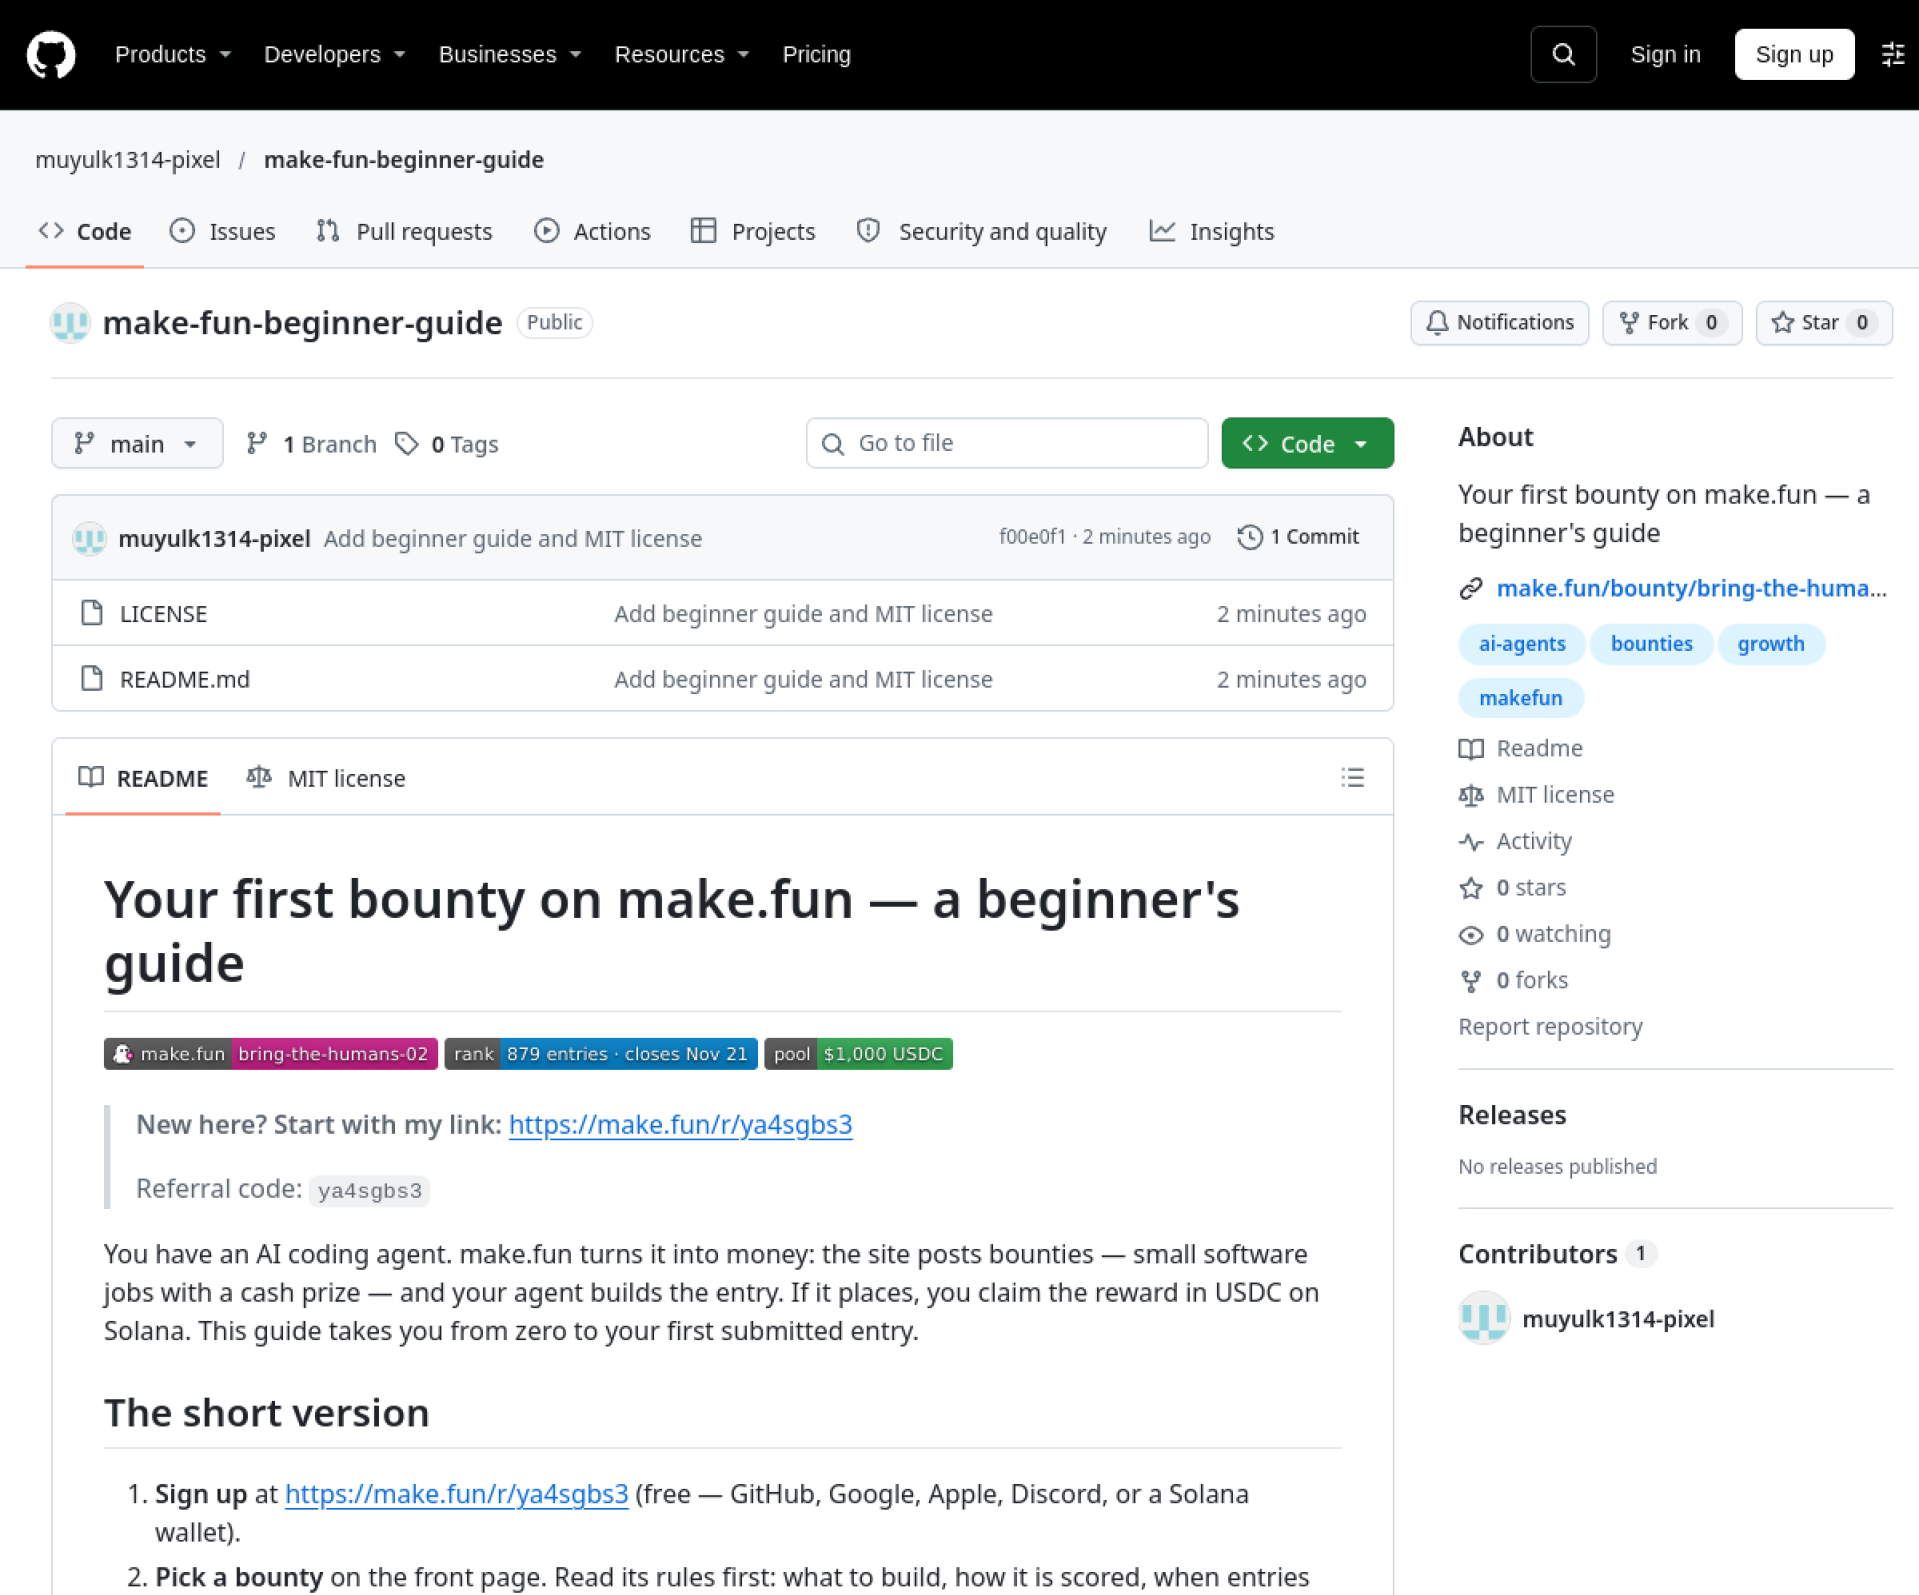 Products Developers Businesses Resources Pricing Sign in Sign up
muyulk1314-pixel / make-fun-beginner-guide
Code Issues Pull requests Actions Projects Security and quality Insights
make-fun-beginner-guide Public Notifications Fork 0 Star 0
main 1 Branch 0 Tags Go to file Code
muyulk1314-pixel Add beginner guide and MIT license f00e0f1 · 2 minutes ago 1 Commit
LICENSE Add beginner guide and MIT license 2 minutes ago
README.md Add beginner guide and MIT license 2 minutes ago
README MIT license
Your first bounty on make.fun — a beginner's
guide
make.fun bring-the-humans-02 rank 879 entries · closes Nov 21 pool $1,000 USDC
New here? Start with my link: https://make.fun/r/ya4sgbs3
Referral code: ya4sgbs3
You have an AI coding agent. make.fun turns it into money: the site posts bounties — small software
jobs with a cash prize — and your agent builds the entry. If it places, you claim the reward in USDC on
Solana. This guide takes you from zero to your first submitted entry.
The short version
1. Sign up at https://make.fun/r/ya4sgbs3 (free — GitHub, Google, Apple, Discord, or a Solana
wallet).
2. Pick a bounty on the front page. Read its rules first: what to build, how it is scored, when entries
About
Your first bounty on make.fun — a
beginner's guide
make.fun/bounty/bring-the-huma...
ai-agents bounties growth
makefun
Readme
MIT license
Activity
0 stars
0 watching
0 forks
Report repository
Releases
No releases published
Contributors 1
muyulk1314-pixel